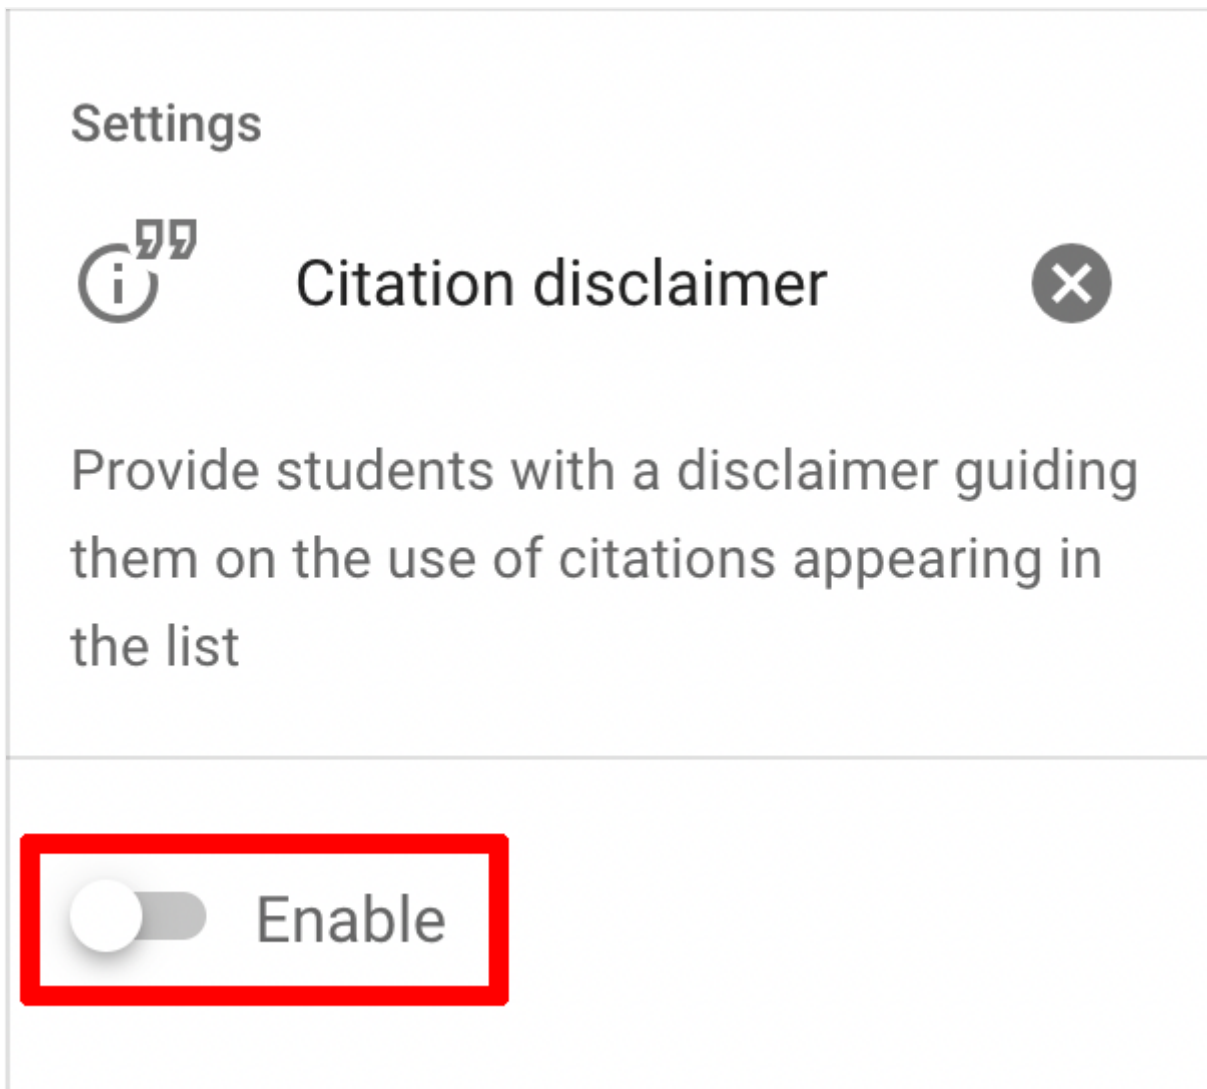 Settings
Citation disclaimer
Provide students with a disclaimer guiding
them on the use of citations appearing in
the list
Enable